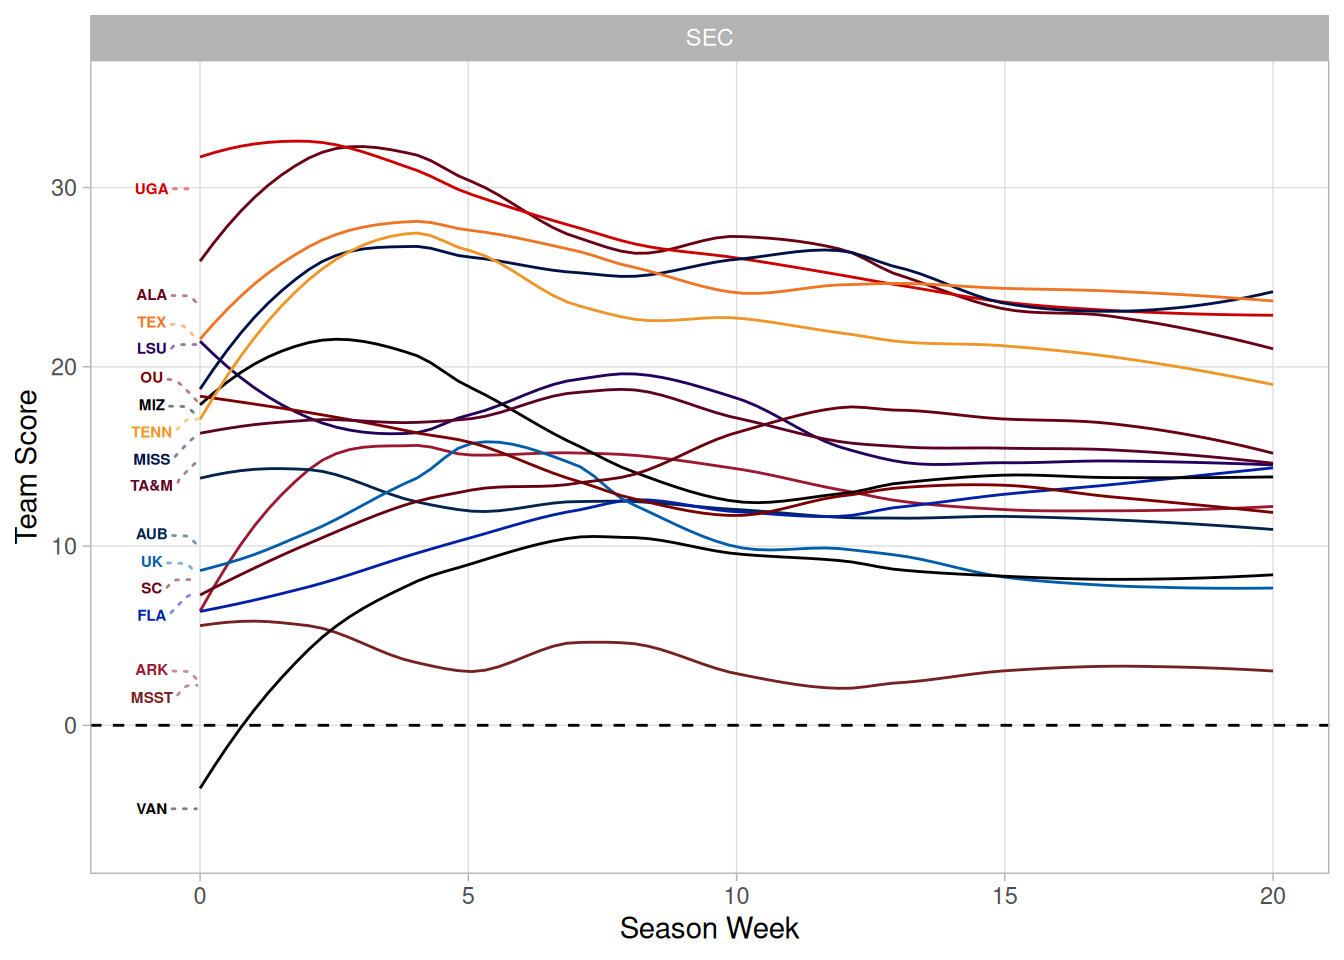 SEC
Team Score
30
20
10
0
UGA
ALA
TEX
LSU
OU
MIZ
TENN
MISS
TA&M
AUB
UK
SC
FLA
ARK
MSST
VAN
0
5
10
15
20
Season Week